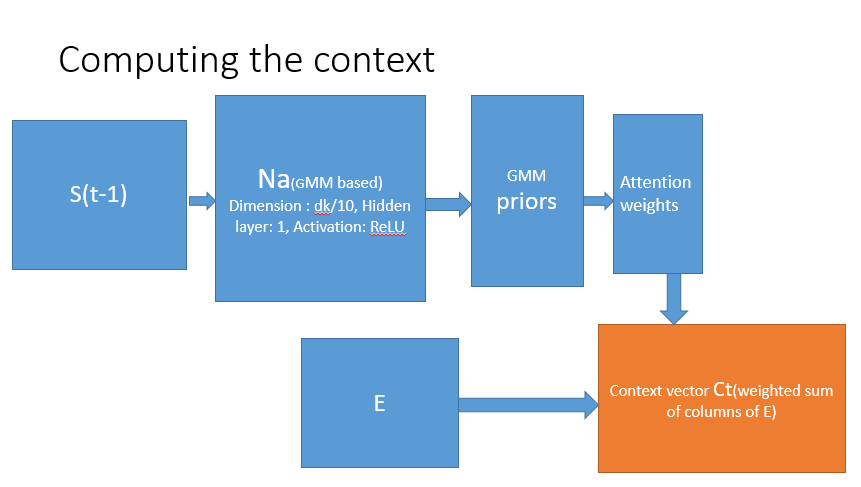 Computing the context
S(t-1)
Na(GMM based)
Dimension : dk/10, Hidden
layer: 1, Activation: ReLU
GMM
priors
Attention
weights
E
Context vector Ct(weighted sum
of columns of E)